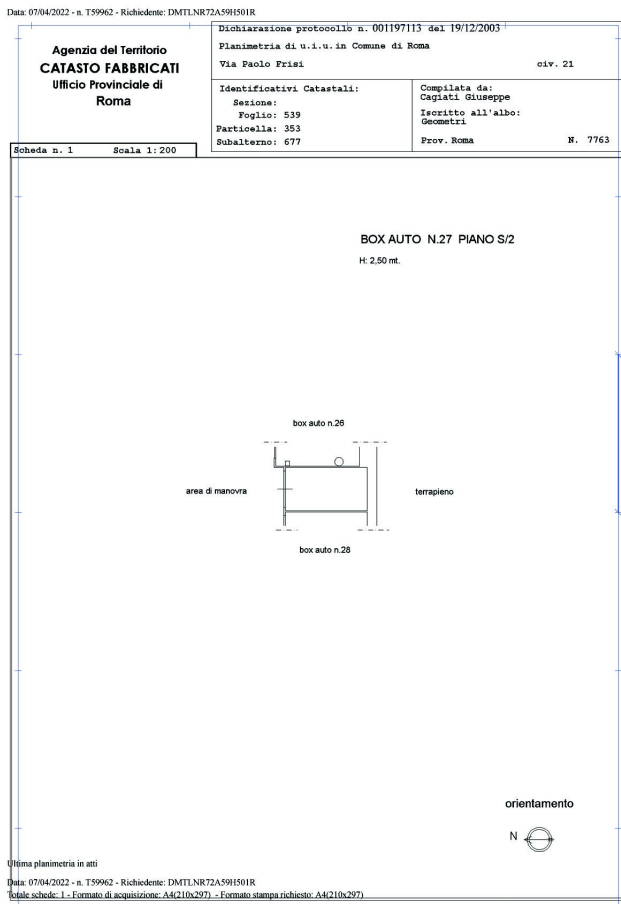 Data: 07/04/2022 - n. T59962 - Richiedente: DMTLNR72A59H501R
Agenzia del Territorio
CATASTO FABBRICATI
Ufficio Provinciale di
Roma
Dichiarazione protocollo n. 001197113 del 19/12/2003
Planimetria di u.i.u. in Comune di Roma
Via Paolo Frisi civ. 21
Identificativi Catastali:
Sezione:
Foglio: 539
Particella: 353
Subalterno: 677
Compilata da:
Cagiati Giuseppe
Iscritto all'albo:
Geometri
Prov. Roma N. 7763
Scheda n. 1 Scala 1:200
BOX AUTO N.27 PIANO S/2
H: 2,50 mt.
box auto n.26
area di manovra
terrapieno
box auto n.28
orientamento
N
Ultima planimetria in atti
Data: 07/04/2022 - n. T59962 - Richiedente: DMTLNR72A59H501R
Totale schede: 1 - Formato di acquisizione: A4(210x297) - Formato stampa richiesto: A4(210x297)